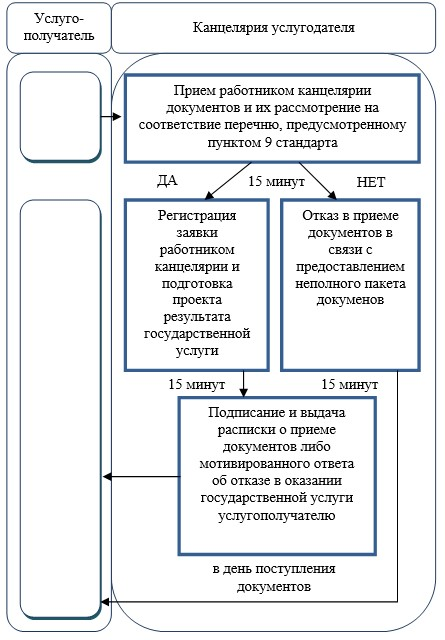 Услуго-
получатель
Канцелярия услугодателя
Прием работником канцелярии
документов и их рассмотрение на
соответствие перечню, предусмотренному
пунктом 9 стандарта
ДА
15 минут
НЕТ
Регистрация
заявки
работником
канцелярии и
подготовка
проекта
результата
государственной
услуги
Отказ в приеме
документов в
связи с
предоставлением
неполного пакета
докуменов
15 минут
15 минут
Подписание и выдача
расписки о приеме
документов либо
мотивированного ответа
об отказе в оказании
государственной услуги
услугополучателю
в день поступления
документов